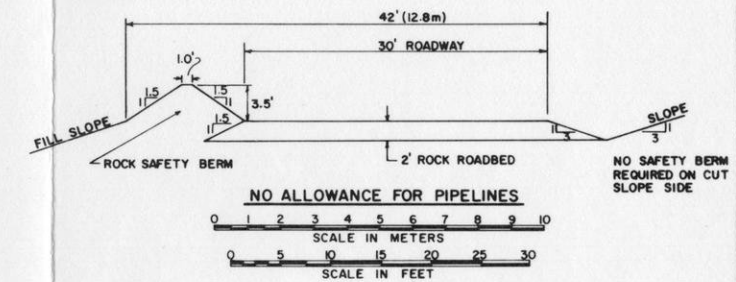 42' (12.8m)
30' ROADWAY
1.0'
1.5
1
1.5
1
3.5'
1.5
1
FILL SLOPE
ROCK SAFETY BERM
2' ROCK ROADBED
1
3
SLOPE
1
3
NO SAFETY BERM
REQUIRED ON CUT
SLOPE SIDE
NO ALLOWANCE FOR PIPELINES
0 1 2 3 4 5 6 7 8 9 10
SCALE IN METERS
0 5 10 15 20 25 30
SCALE IN FEET